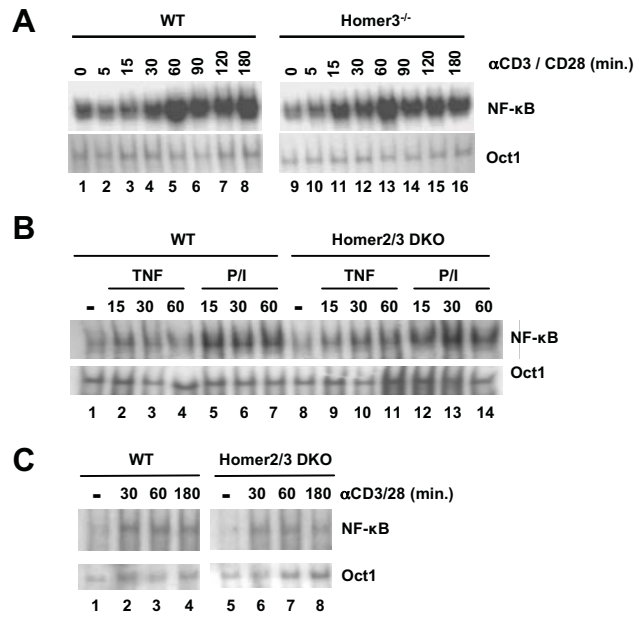 A
WT Homer3-/-
0 5 15 30 60 90 120 180 0 5 15 30 60 90 120 180 αCD3 / CD28 (min.)
NF-κB
Oct1
1 2 3 4 5 6 7 8 9 10 11 12 13 14 15 16
B
WT Homer2/3 DKO
TNF P/I TNF P/I
- 15 30 60 15 30 60 - 15 30 60 15 30 60
NF-κB
Oct1
1 2 3 4 5 6 7 8 9 10 11 12 13 14
C
WT Homer2/3 DKO
- 30 60 180 - 30 60 180 αCD3/28 (min.)
NF-κB
Oct1
1 2 3 4 5 6 7 8